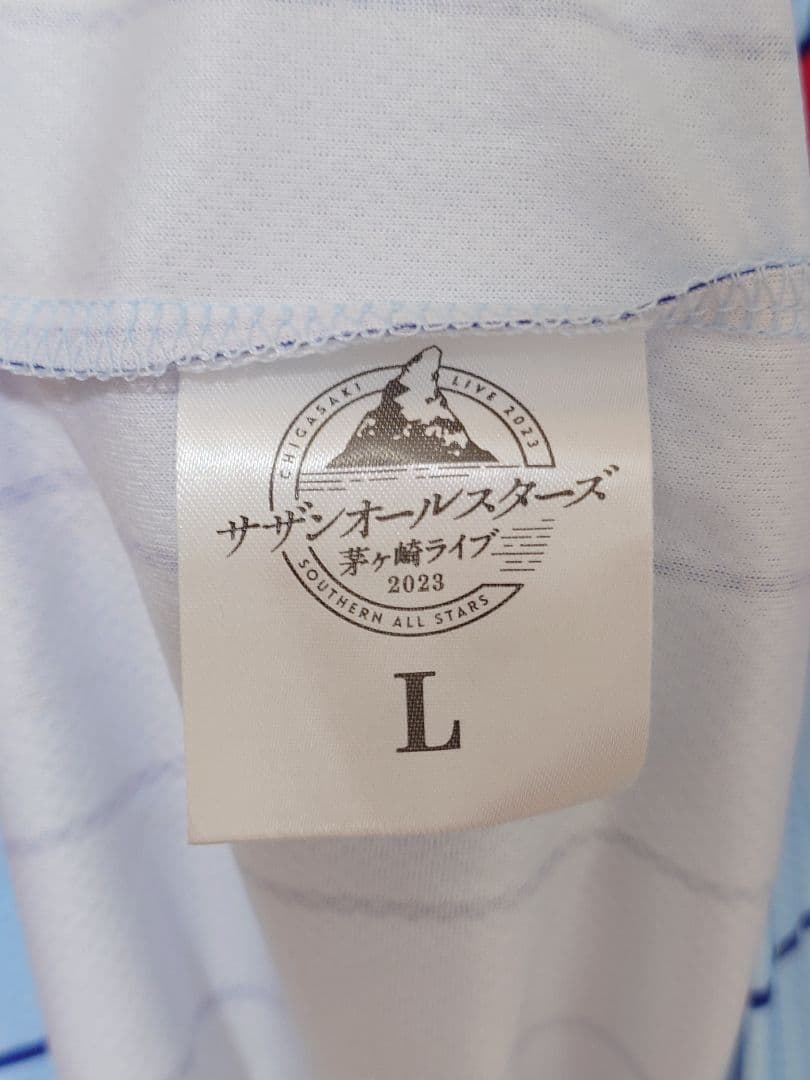 CHIGASAKI LIVE 2023
サザンオールスターズ
茅ヶ崎ライブ
2023
SOUTHERN ALL STARS
L